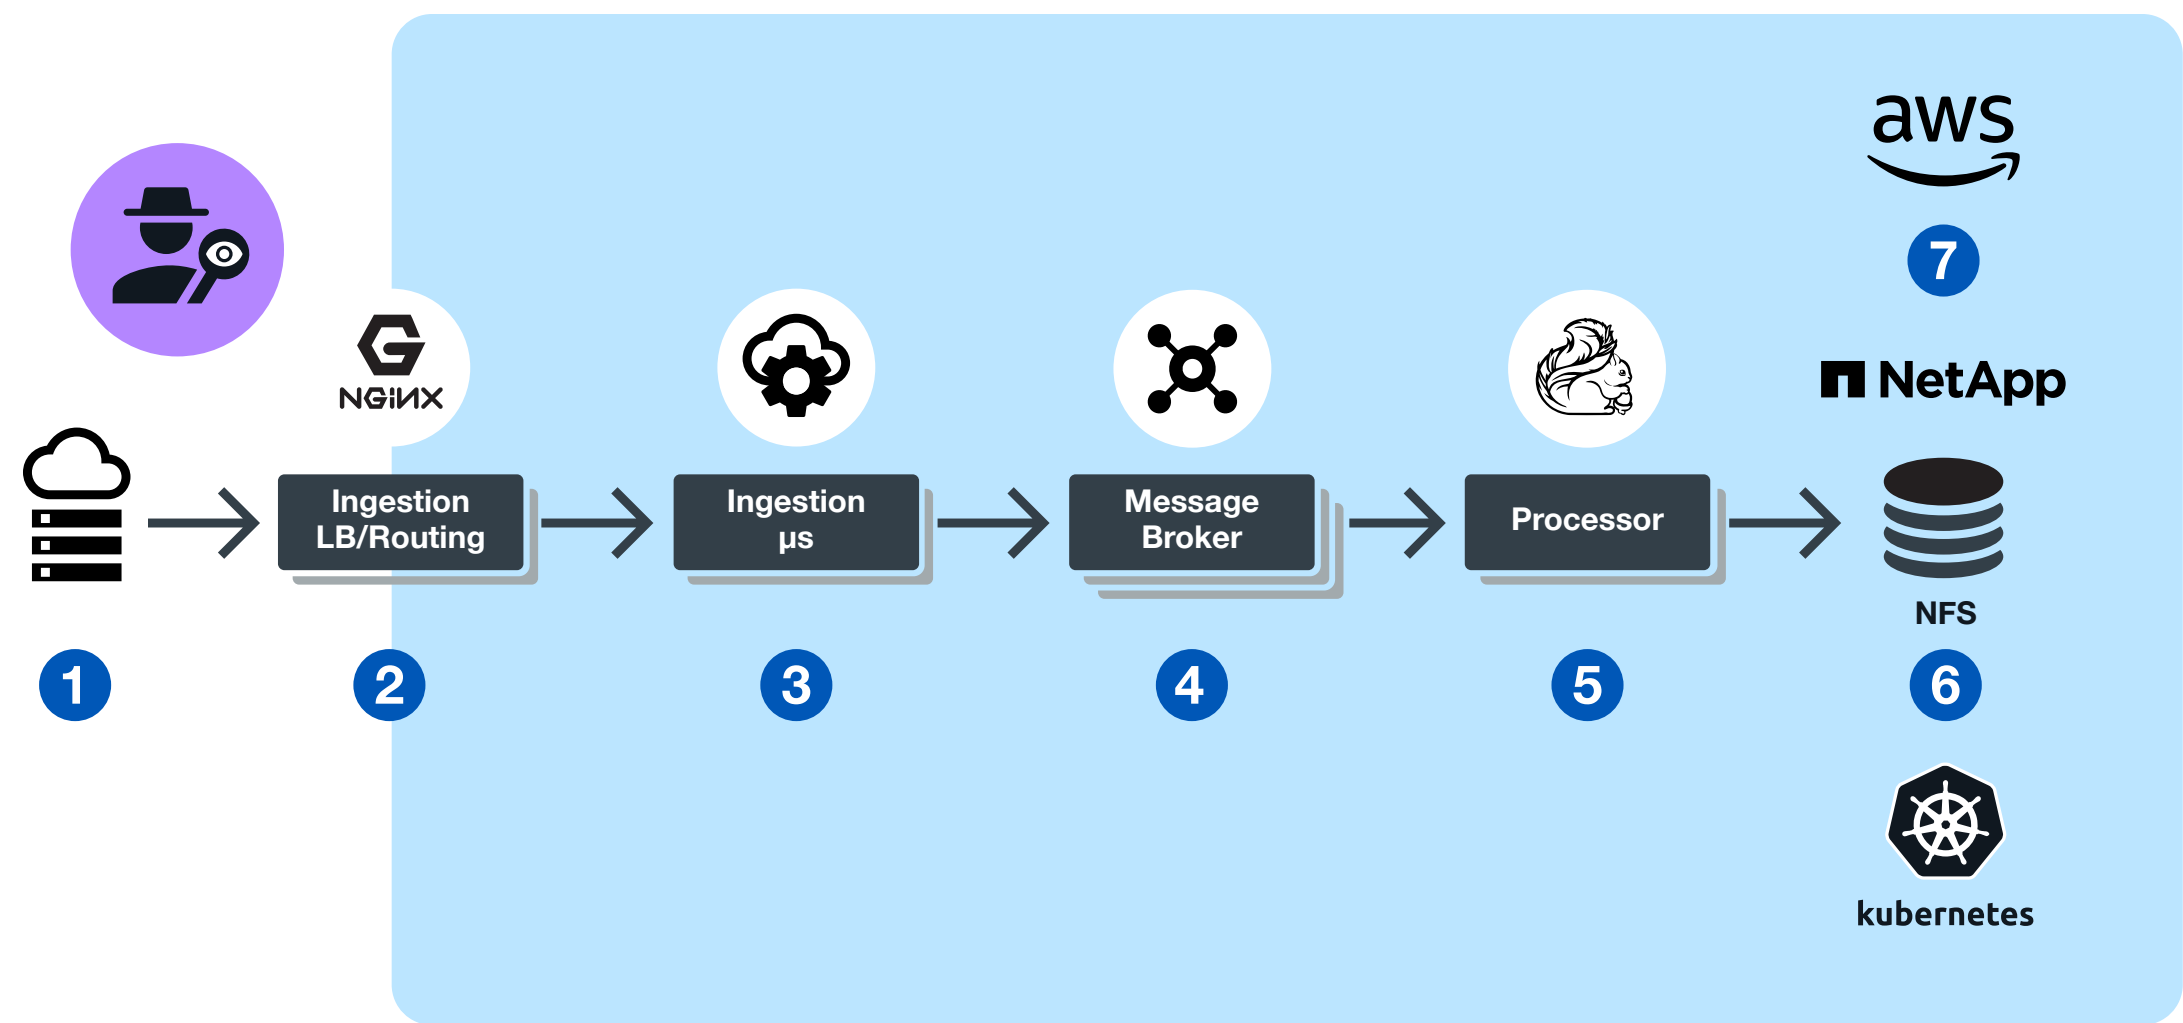 aws
7
NGINX
NetApp
Ingestion
LB/Routing
Ingestion
µs
Message
Broker
Processor
NFS
1
2
3
4
5
6
kubernetes